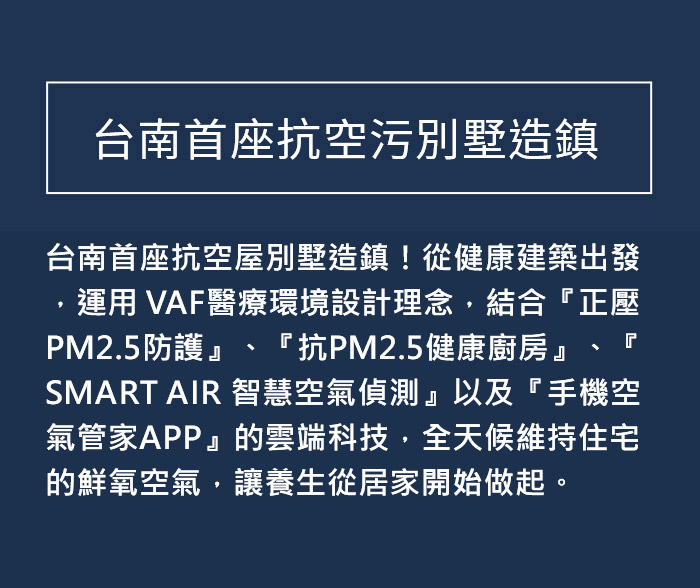 台南首座抗空污別墅造鎮
台南首座抗空屋別墅造鎮！從健康建築出發
，運用 VAF醫療環境設計理念，結合『正壓
PM2.5防護』、『抗PM2.5健康廚房』、『
SMART AIR 智慧空氣偵測』以及『手機空
氣管家APP』的雲端科技，全天候維持住宅
的鮮氧空氣，讓養生從居家開始做起。